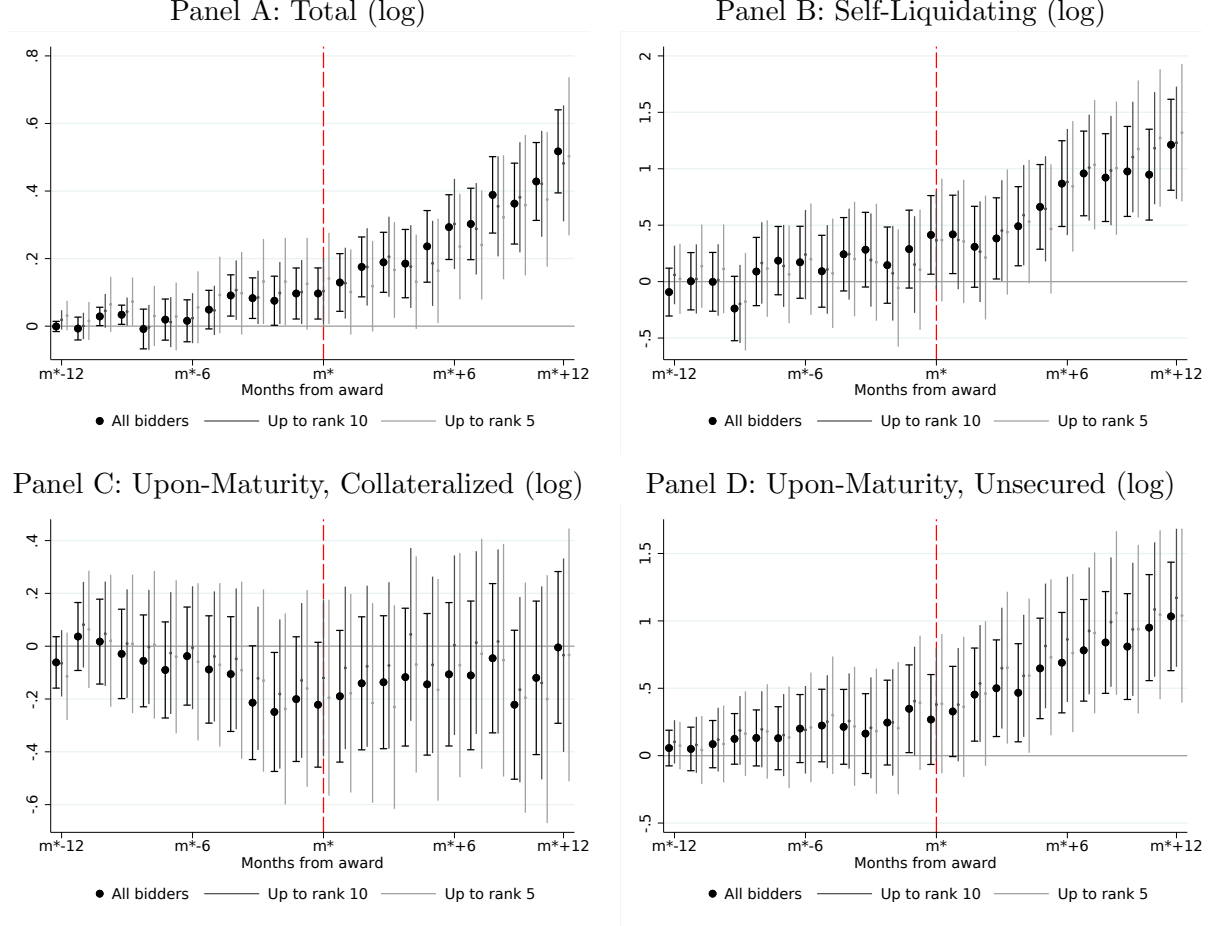 Panel A: Total (log)
.8
.6
.4
.2
0
m*-12 m*-6 m* m*+6 m*+12
Months from award
All bidders Up to rank 10 Up to rank 5
Panel B: Self-Liquidating (log)
2
1.5
1
.5
0
-.5
m*-12 m*-6 m* m*+6 m*+12
Months from award
All bidders Up to rank 10 Up to rank 5
Panel C: Upon-Maturity, Collateralized (log)
.4
.2
0
-.2
-.4
-.6
m*-12 m*-6 m* m*+6 m*+12
Months from award
All bidders Up to rank 10 Up to rank 5
Panel D: Upon-Maturity, Unsecured (log)
1.5
1
.5
0
-.5
m*-12 m*-6 m* m*+6 m*+12
Months from award
All bidders Up to rank 10 Up to rank 5